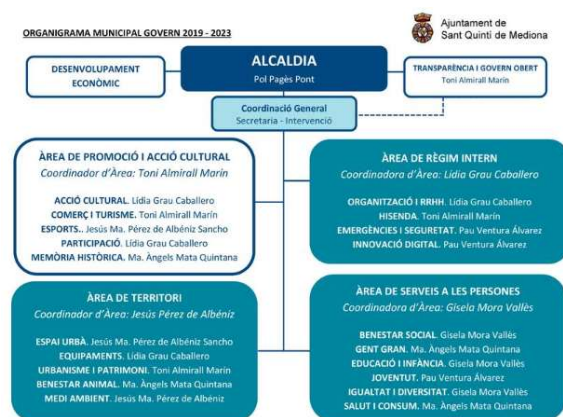 ORGANIGRAMA MUNICIPAL GOVERN 2019 - 2023
Ajuntament de
Sant Quintí de Mediona
DESENVOLUPAMENT
ECONÒMIC
ALCALDIA
Pol Pagès Pont
TRANSPARÈNCIA I GOVERN OBERT
Toni Almirall Marín
Coordinació General
Secretaria - Intervenció
ÀREA DE PROMOCIÓ I ACCIÓ CULTURAL
Coordinador d'Àrea: Toni Almirall Marín
ACCIÓ CULTURAL. Lídia Grau Caballero
COMERÇ I TURISME. Toni Almirall Marín
ESPORTS.. Jesús Ma. Pérez de Albéniz Sancho
PARTICIPACIÓ. Lídia Grau Caballero
MEMÒRIA HISTÒRICA. Ma. Àngels Mata Quintana
ÀREA DE RÈGIM INTERN
Coordinadora d'Àrea: Lídia Grau Caballero
ORGANITZACIÓ I RRHH. Lídia Grau Caballero
HISENDA. Toni Almirall Marín
EMERGÈNCIES I SEGURETAT. Pau Ventura Álvarez
INNOVACIÓ DIGITAL. Pau Ventura Álvarez
ÀREA DE TERRITORI
Coordinador d'Àrea: Jesús Pérez de Albéniz
ESPAI URBÀ. Jesús Ma. Pérez de Albéniz Sancho
EQUIPAMENTS. Lídia Grau Caballero
URBANISME I PATRIMONI. Toni Almirall Marín
BENESTAR ANIMAL. Ma. Àngels Mata Quintana
MEDI AMBIENT. Jesús Ma. Pérez de Albéniz
ÀREA DE SERVEIS A LES PERSONES
Coordinadora d'Àrea: Gisela Mora Vallès
BENESTAR SOCIAL. Gisela Mora Vallès
GENT GRAN. Ma. Àngels Mata Quintana
EDUCACIÓ I INFÀNCIA. Gisela Mora Vallès
JOVENTUT. Pau Ventura Álvarez
IGUALTAT I DIVERSITAT. Gisela Mora Vallès
SALUT I CONSUM. Ma. Àngels Mata Quintana